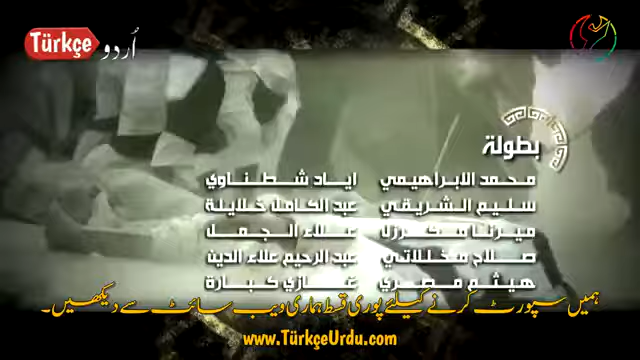 Türkçe اُردو
بطولة
محمد الابراهيمي اياد شطناوي
سليم الشريقي عبد الكامل خلايلة
ميرنا علاء الجمل
صلاح مخللاتي عبد الرحيم علاء الدين
هيثم مصري غازي كبارة
ہمیں سپورٹ کرنے کیلئے پوری قسط ہماری ویب سائٹ سے دیکھیں۔
www.TürkçeUrdu.com